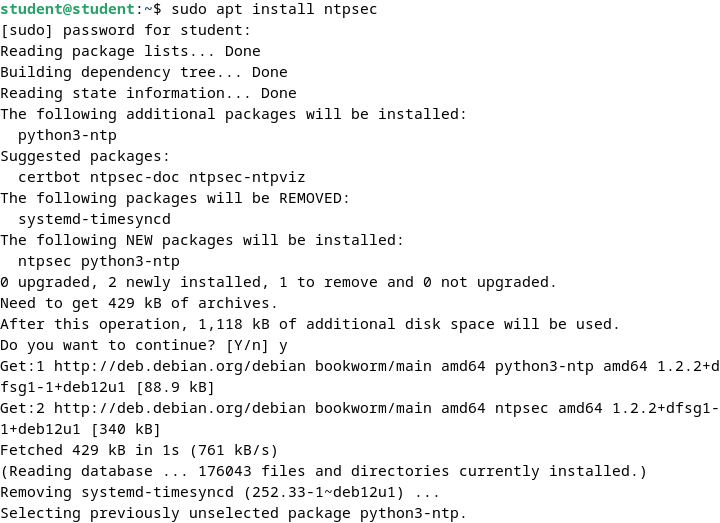 student@student:~$ sudo apt install ntpsec
[sudo] password for student:
Reading package lists... Done
Building dependency tree... Done
Reading state information... Done
The following additional packages will be installed:
  python3-ntp
Suggested packages:
  certbot ntpsec-doc ntpsec-ntpviz
The following packages will be REMOVED:
  systemd-timesyncd
The following NEW packages will be installed:
  ntpsec python3-ntp
0 upgraded, 2 newly installed, 1 to remove and 0 not upgraded.
Need to get 429 kB of archives.
After this operation, 1,118 kB of additional disk space will be used.
Do you want to continue? [Y/n] y
Get:1 http://deb.debian.org/debian bookworm/main amd64 python3-ntp amd64 1.2.2+d
fsg1-1+deb12u1 [88.9 kB]
Get:2 http://deb.debian.org/debian bookworm/main amd64 ntpsec amd64 1.2.2+dfsg1-
1+deb12u1 [340 kB]
Fetched 429 kB in 1s (761 kB/s)
(Reading database ... 176043 files and directories currently installed.)
Removing systemd-timesyncd (252.33-1~deb12u1) ...
Selecting previously unselected package python3-ntp.